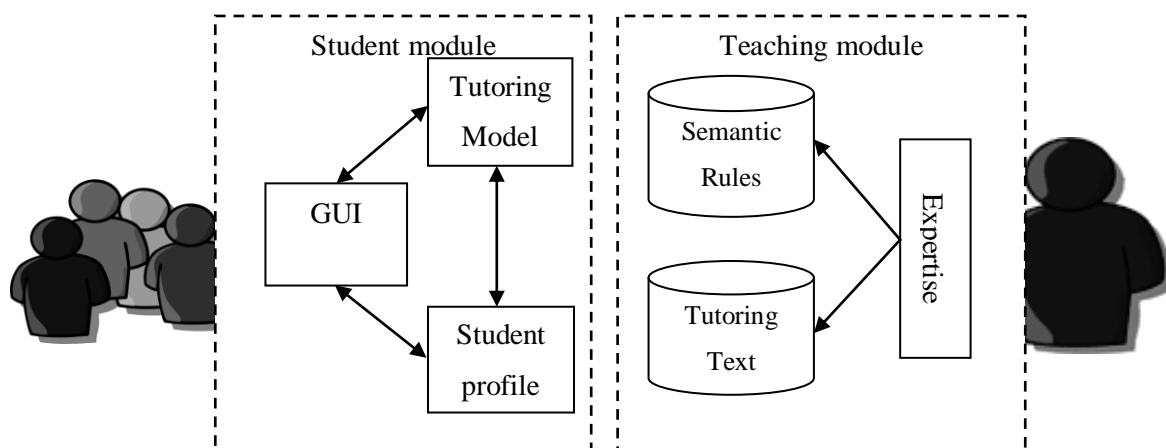 Student module
Tutoring
Model
GUI
Student
profile
Teaching module
Semantic
Rules
Tutoring
Text
Expertise